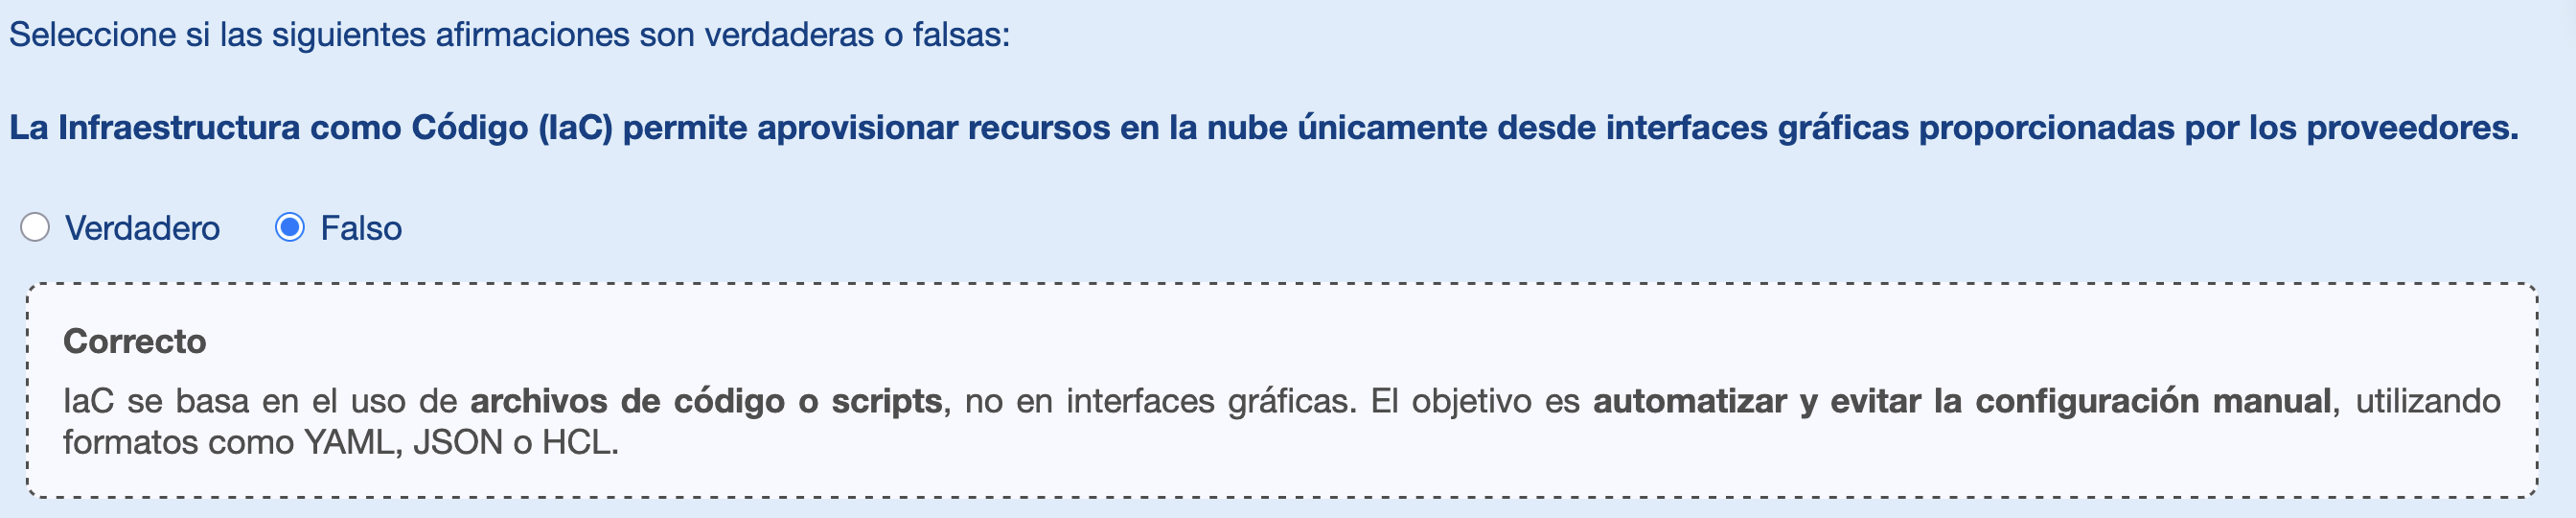 Seleccione si las siguientes afirmaciones son verdaderas o falsas:
La Infraestructura como Código (IaC) permite aprovisionar recursos en la nube únicamente desde interfaces gráficas proporcionadas por los proveedores.
Verdadero Falso
Correcto
IaC se basa en el uso de archivos de código o scripts, no en interfaces gráficas. El objetivo es automatizar y evitar la configuración manual, utilizando
formatos como YAML, JSON o HCL.